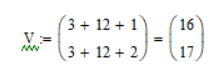 V := ( 3 + 12 + 1 ) = ( 16 )
( 3 + 12 + 2 ) ( 17 )